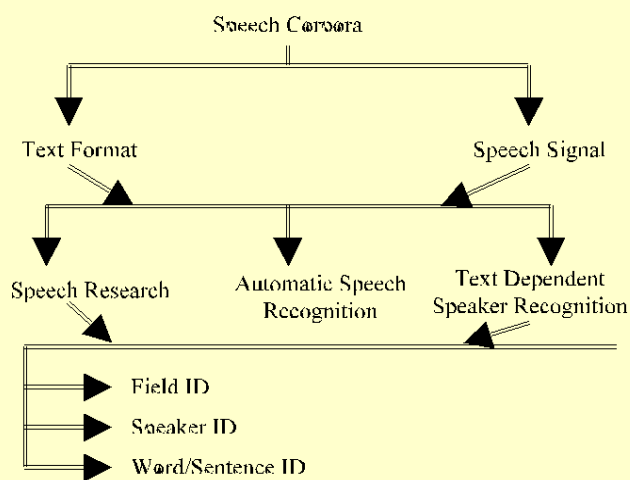 Speech Corpora
Text Format
Speech Signal
Speech Research
Automatic Speech
Recognition
Text Dependent
Speaker Recognition
Field ID
Speaker ID
Word/Sentence ID